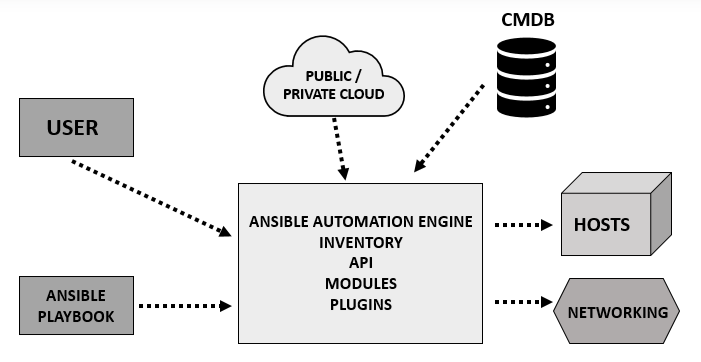 CMDB
PUBLIC /
PRIVATE CLOUD
USER
ANSIBLE AUTOMATION ENGINE
INVENTORY
API
MODULES
PLUGINS
HOSTS
ANSIBLE
PLAYBOOK
NETWORKING